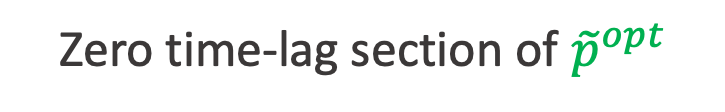 Zero time-lag section of p̃ᵒᵖᵗ